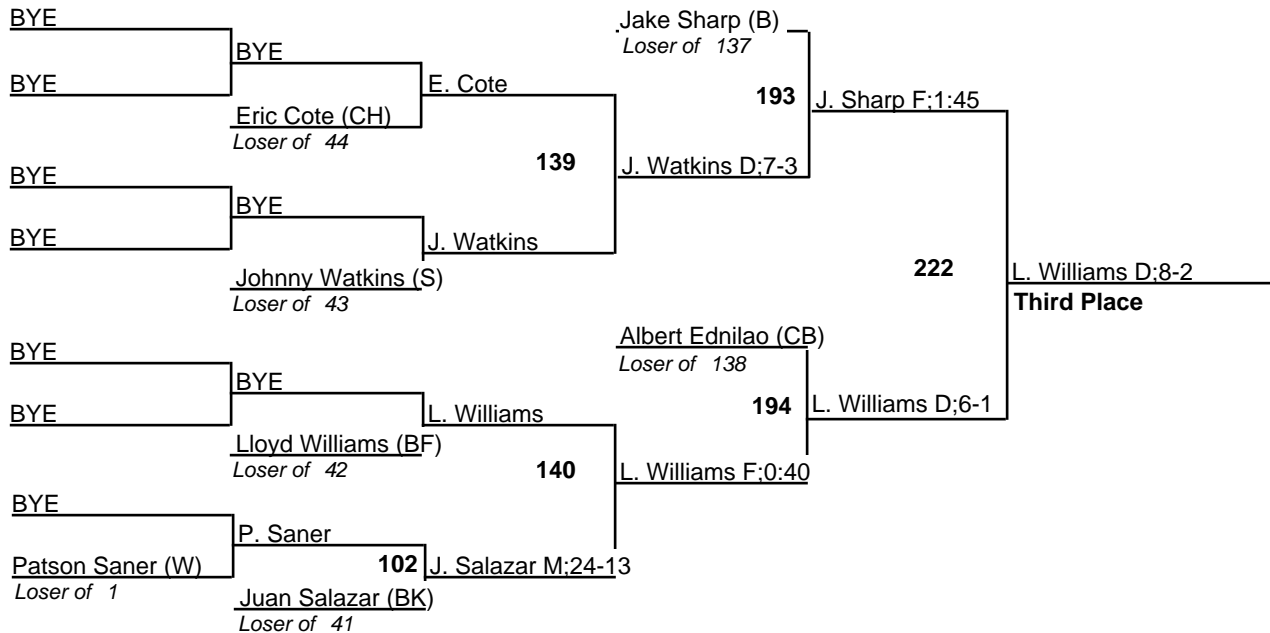 BYE
BYE
BYE
Eric Cote (CH)
Loser of 44
E. Cote
BYE
BYE
BYE
Johnny Watkins (S)
Loser of 43
J. Watkins
139
J. Watkins D;7-3
Jake Sharp (B)
Loser of 137
193
J. Sharp F;1:45
BYE
BYE
BYE
Lloyd Williams (BF)
Loser of 42
L. Williams
BYE
Patson Saner (W)
Loser of 1
P. Saner
102
Juan Salazar (BK)
Loser of 41
J. Salazar M;24-13
140
L. Williams F;0:40
Albert Ednilao (CB)
Loser of 138
194
L. Williams D;6-1
222
L. Williams D;8-2
Third Place